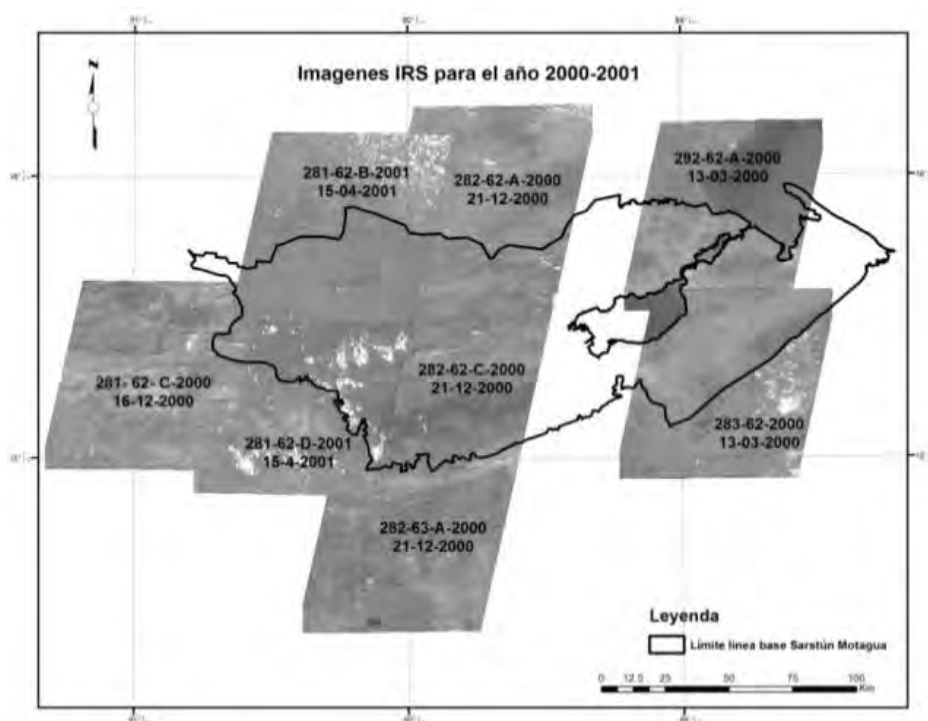 Imagenes IRS para el año 2000-2001
281-62-B-2001
15-04-2001
282-62-A-2000
21-12-2000
292-62-A-2000
13-03-2000
281- 62- C-2000
16-12-2000
282-62-C-2000
21-12-2000
281-62-D-2001
15-4-2001
283-62-2000
13-03-2000
282-63-A-2000
21-12-2000
Leyenda
Límite linea base Sarstún Motagua
0 12.5 25 50 75 100
Km